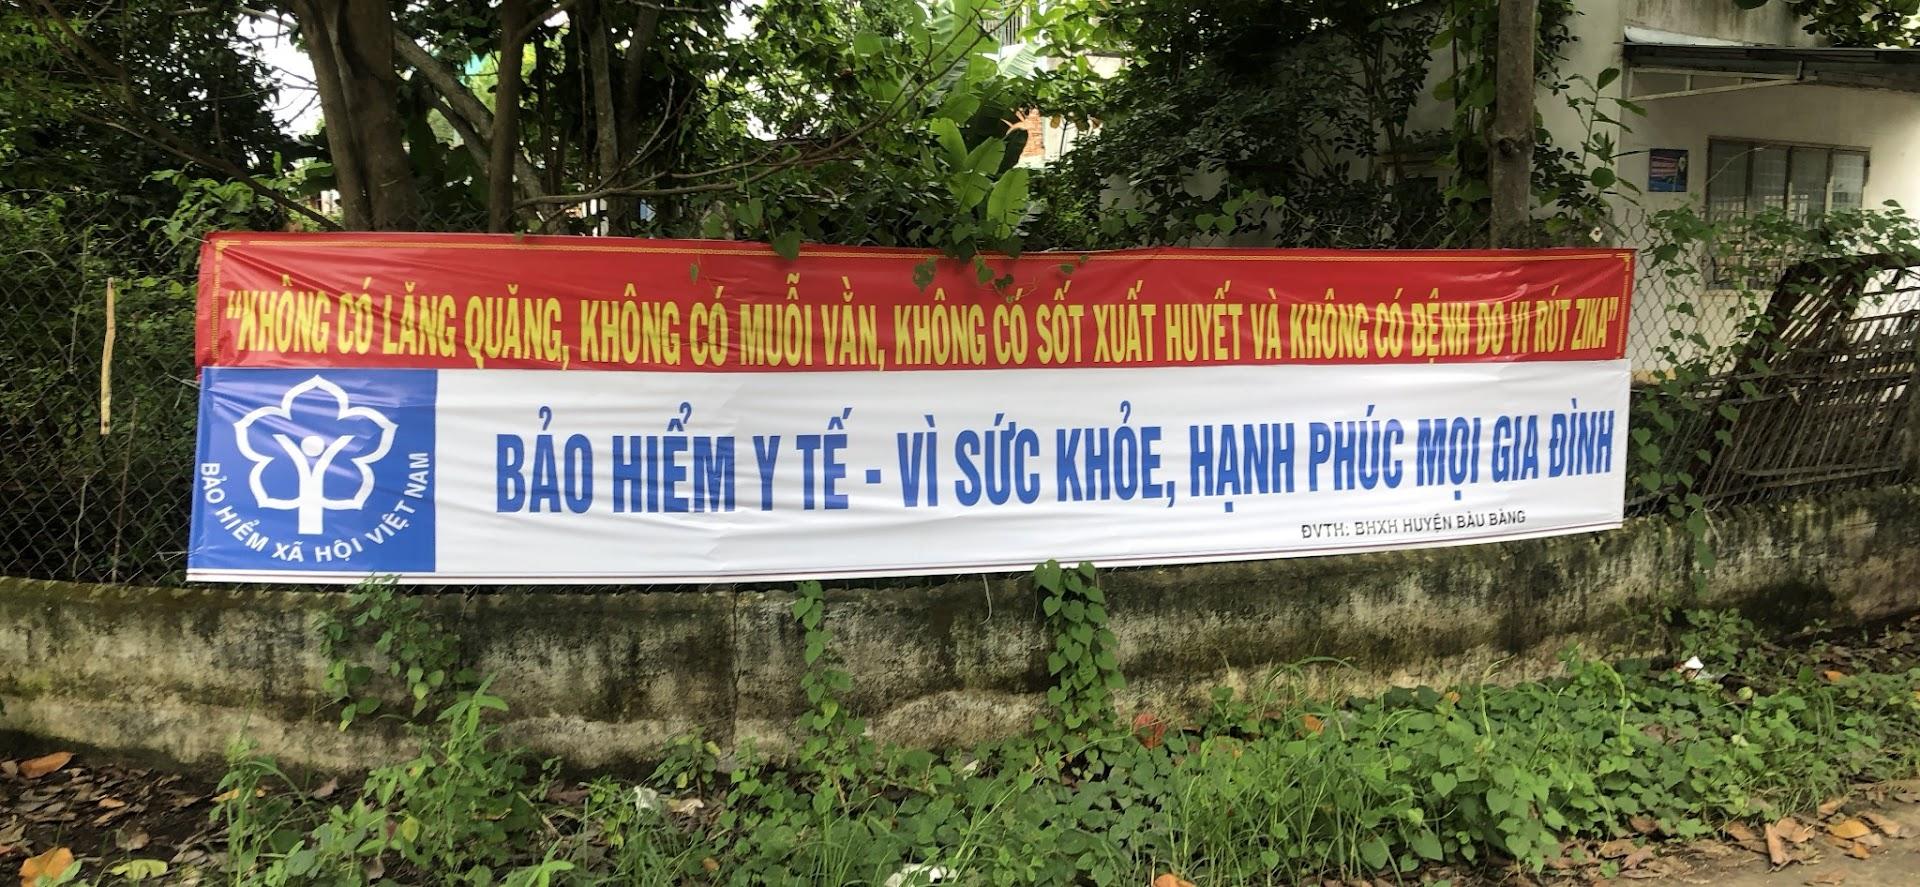 “KHÔNG CÓ LĂNG QUĂNG, KHÔNG CÓ MUỖI VẰN, KHÔNG CÓ SỐT XUẤT HUYẾT VÀ KHÔNG CÓ BỆNH DO VI RÚT ZIKA”
BẢO HIỂM XÃ HỘI VIỆT NAM
BẢO HIỂM Y TẾ - VÌ SỨC KHỎE, HẠNH PHÚC MỌI GIA ĐÌNH
ĐVTH: BHXH HUYỆN BÀU BÀNG